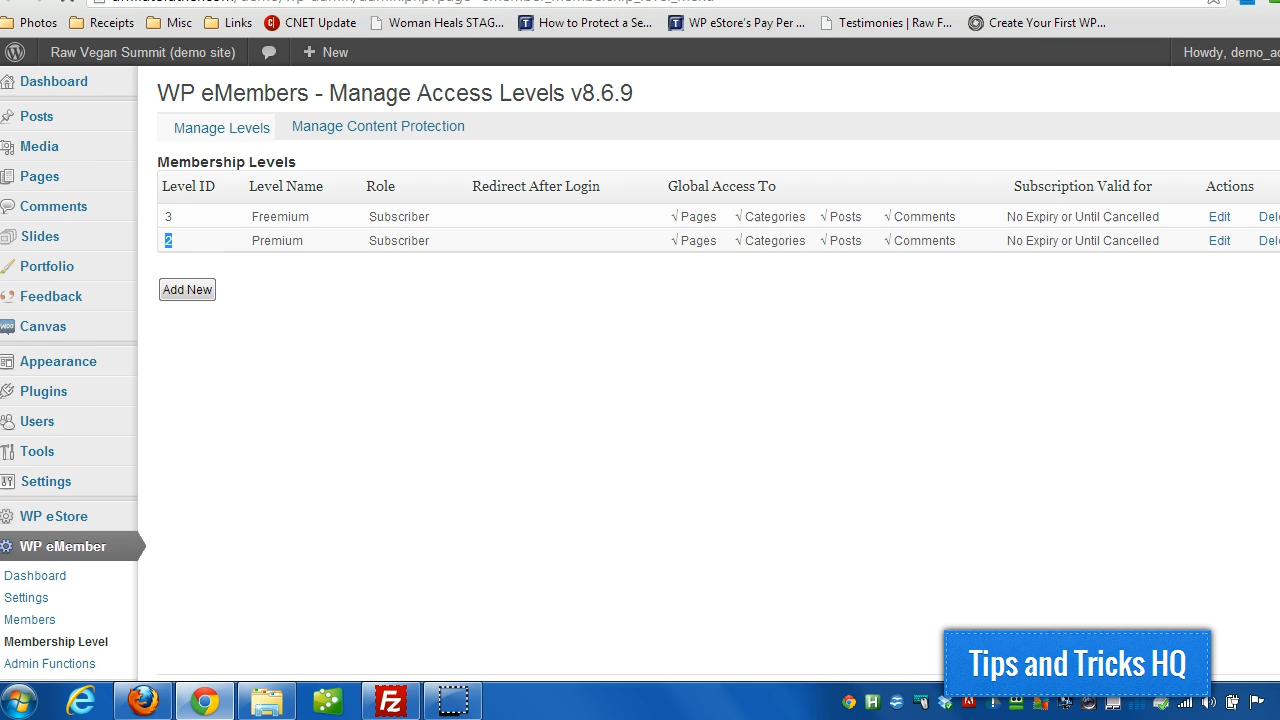 Photos Receipts Misc Links CNET Update Woman Heals STAG... How to Protect a Se... WP eStore's Pay Per ... Testimonies | Raw F... Create Your First WP...
Raw Vegan Summit (demo site) + New Howdy, demo_ac
Dashboard
Posts
Media
Pages
Comments
Slides
Portfolio
Feedback
Canvas
Appearance
Plugins
Users
Tools
Settings
WP eStore
WP eMember
Dashboard
Settings
Members
Membership Level
Admin Functions
WP eMembers - Manage Access Levels v8.6.9
Manage Levels Manage Content Protection
Membership Levels
Level ID Level Name Role Redirect After Login Global Access To Subscription Valid for Actions
3 Freemium Subscriber √ Pages √ Categories √ Posts √ Comments No Expiry or Until Cancelled Edit Del
2 Premium Subscriber √ Pages √ Categories √ Posts √ Comments No Expiry or Until Cancelled Edit Del
Add New
Tips and Tricks HQ